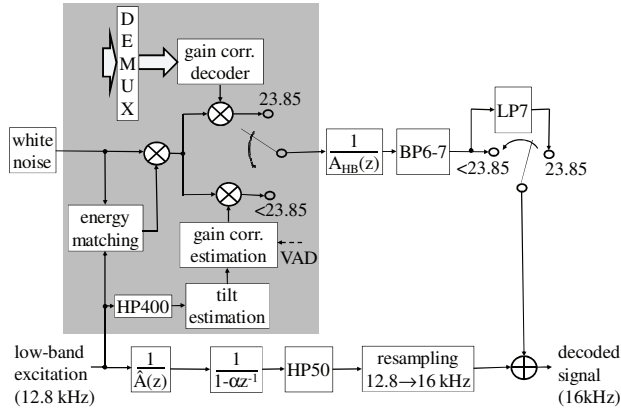 DEMUX
gain corr.
decoder
23.85
LP7
white
noise
1
A_HB(z)
BP6-7
<23.85
23.85
<23.85
energy
matching
gain corr.
estimation
VAD
HP400
tilt
estimation
low-band
excitation
(12.8 kHz)
1
Â(z)
1
1-αz⁻¹
HP50
resampling
12.8→16 kHz
decoded
signal
(16kHz)